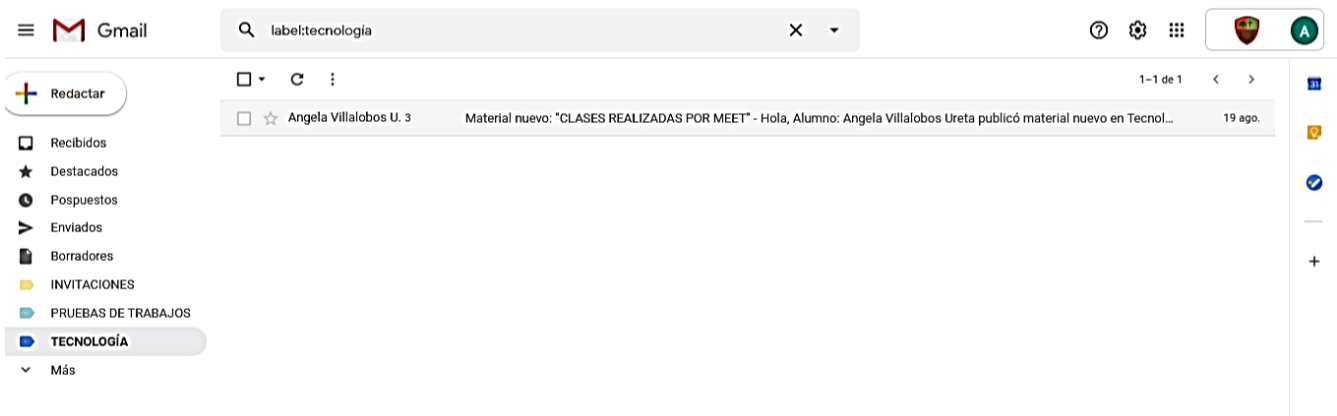 Gmail
label:tecnología
A
Redactar
1–1 de 1
31
Angela Villalobos U. 3 Material nuevo: "CLASES REALIZADAS POR MEET" - Hola, Alumno: Angela Villalobos Ureta publicó material nuevo en Tecnol... 19 ago.
Recibidos
Destacados
Pospuestos
Enviados
Borradores
INVITACIONES
PRUEBAS DE TRABAJOS
TECNOLOGÍA
Más